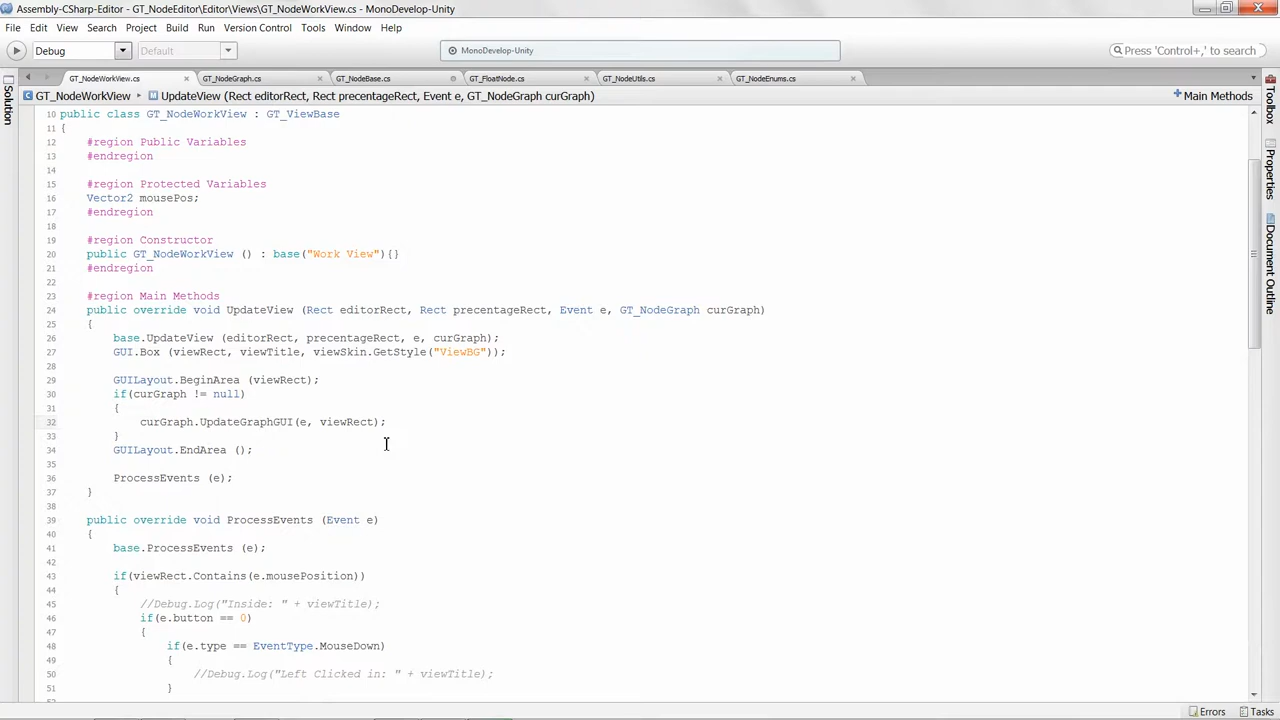 Assembly-CSharp-Editor - GT_NodeEditor\Editor\Views\GT_NodeWorkView.cs - MonoDevelop-Unity
File Edit View Search Project Build Run Version Control Tools Window Help
Debug Default MonoDevelop-Unity Press 'Control+,' to search
GT_NodeWorkView.cs GT_NodeGraph.cs GT_NodeBase.cs GT_FloatNode.cs GT_NodeUtils.cs GT_NodeEnums.cs
GT_NodeWorkView UpdateView (Rect editorRect, Rect precentageRect, Event e, GT_NodeGraph curGraph) Main Methods
Solution
Toolbox
Properties
Document Outline
10 public class GT_NodeWorkView : GT_ViewBase
11 {
12 #region Public Variables
13 #endregion
14
15 #region Protected Variables
16 Vector2 mousePos;
17 #endregion
18
19 #region Constructor
20 public GT_NodeWorkView () : base("Work View"){}
21 #endregion
22
23 #region Main Methods
24 public override void UpdateView (Rect editorRect, Rect precentageRect, Event e, GT_NodeGraph curGraph)
25 {
26 base.UpdateView (editorRect, precentageRect, e, curGraph);
27 GUI.Box (viewRect, viewTitle, viewSkin.GetStyle("ViewBG"));
28
29 GUILayout.BeginArea (viewRect);
30 if(curGraph != null)
31 {
32 curGraph.UpdateGraphGUI(e, viewRect);
33 }
34 GUILayout.EndArea ();
35
36 ProcessEvents (e);
37 }
38
39 public override void ProcessEvents (Event e)
40 {
41 base.ProcessEvents (e);
42
43 if(viewRect.Contains(e.mousePosition))
44 {
45 //Debug.Log("Inside: " + viewTitle);
46 if(e.button == 0)
47 {
48 if(e.type == EventType.MouseDown)
49 {
50 //Debug.Log("Left Clicked in: " + viewTitle);
51 }
Errors Tasks